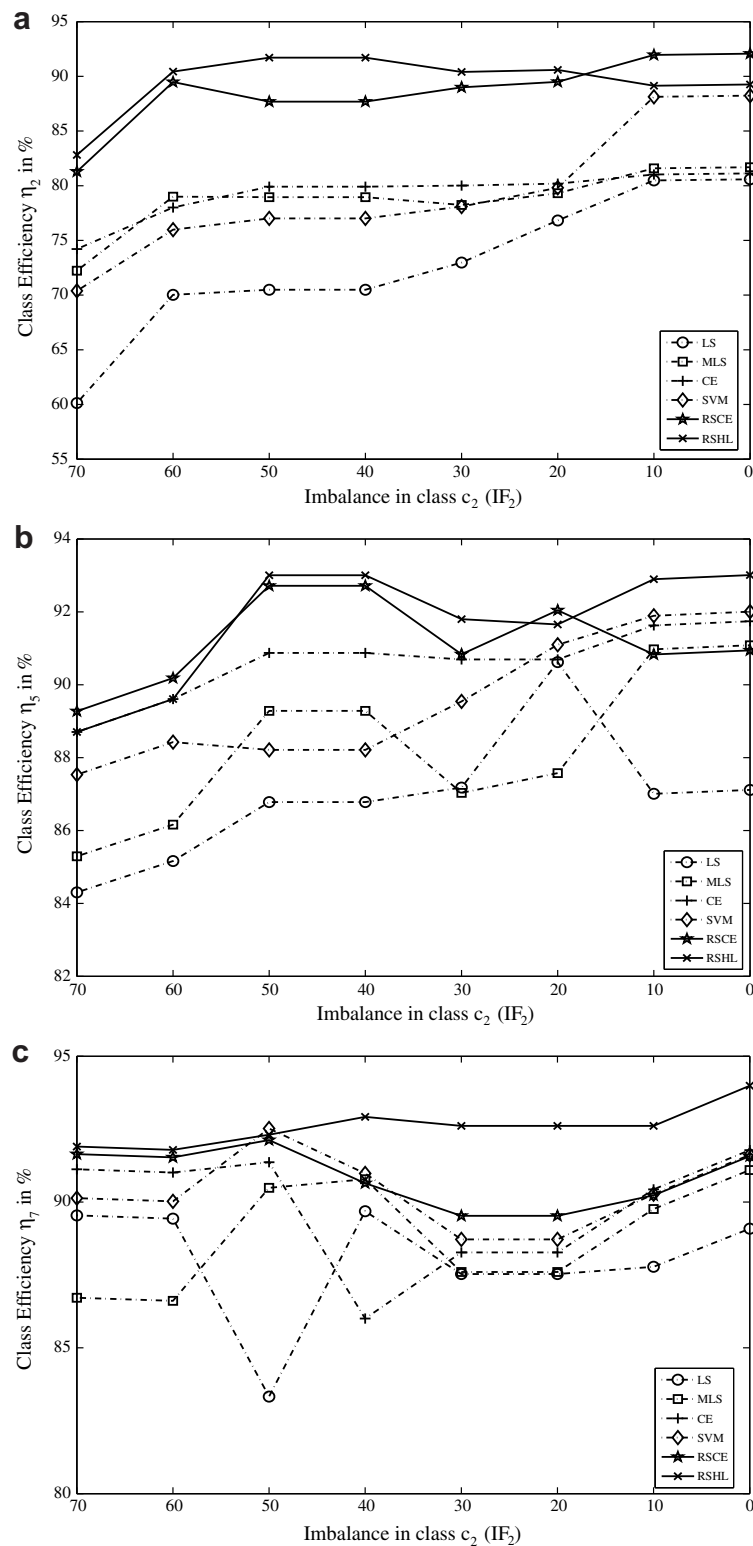 a
95
90
85
80
75
70
65
60
55
Class Efficiency η2 in %
70 60 50 40 30 20 10 0
Imbalance in class c2 (IF2)
LS
MLS
CE
SVM
RSCE
RSHL
b
94
92
90
88
86
84
82
Class Efficiency η5 in %
70 60 50 40 30 20 10 0
Imbalance in class c2 (IF2)
LS
MLS
CE
SVM
RSCE
RSHL
c
95
90
85
80
Class Efficiency η7 in %
70 60 50 40 30 20 10 0
Imbalance in class c2 (IF2)
LS
MLS
CE
SVM
RSCE
RSHL